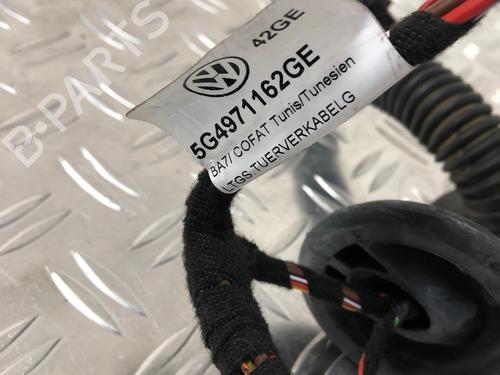 42GE
5G4971162GE
BA7/ COFAT Tunis/Tunesien
LTGS.TUERVERKABELG
B-PARTS